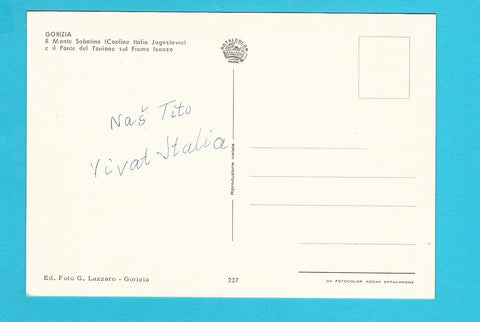 GORIZIA
Il Monte Sabotino (Confine Italia Jugoslavia)
e il Ponte del Torrione sul Fiume Isonzo
ROTALCOLOR
Naš Tito
Vivat Italia
Riproduzione vietata
Ed. Foto G. Lazzaro - Gorizia
227
DA FOTOCOLOR KODAK EKTACHROME